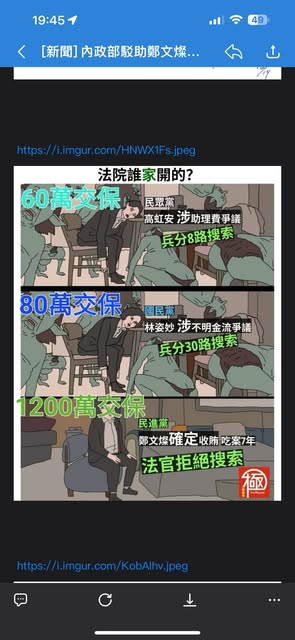 19:45
49
[新聞] 內政部駁助鄭文燦...
https://i.imgur.com/HNWX1Fs.jpeg
法院誰家開的?
60萬交保
民眾黨
高虹安 涉助理費爭議
兵分8路搜索
80萬交保
國民黨
林姿妙 涉不明金流爭議
兵分30路搜索
1200萬交保
民進黨
鄭文燦確定收賄 吃案7年
法官拒絕搜索
極
https://i.imgur.com/KobAlhv.jpeg